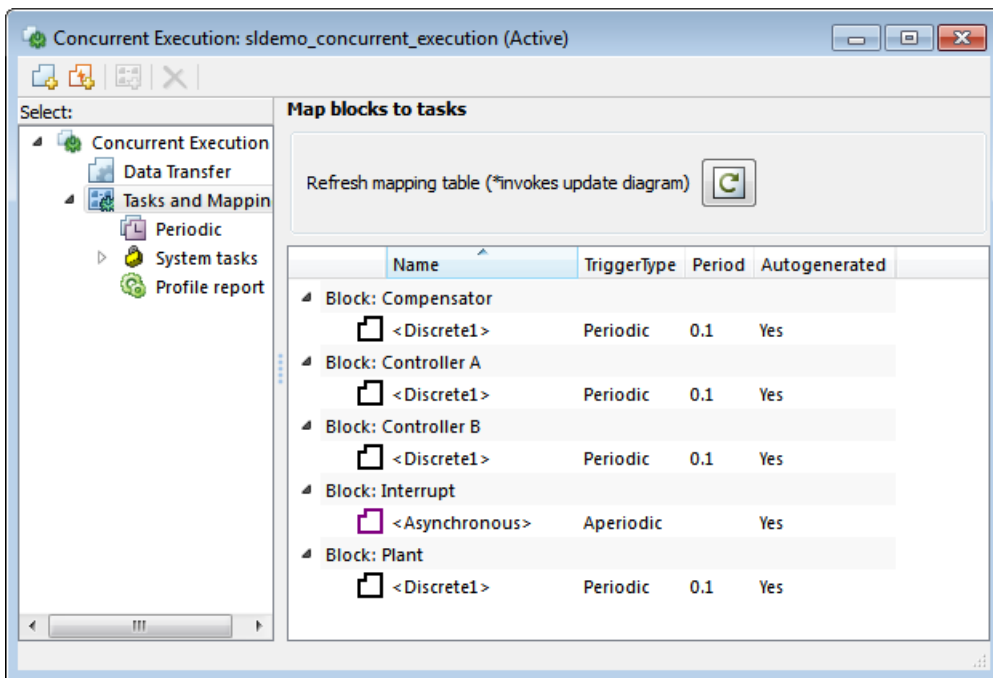 Concurrent Execution: sldemo_concurrent_execution (Active)
Select:
Concurrent Execution
Data Transfer
Tasks and Mappin
Periodic
System tasks
Profile report
Map blocks to tasks
Refresh mapping table (*invokes update diagram)
Name TriggerType Period Autogenerated
Block: Compensator
<Discrete1> Periodic 0.1 Yes
Block: Controller A
<Discrete1> Periodic 0.1 Yes
Block: Controller B
<Discrete1> Periodic 0.1 Yes
Block: Interrupt
<Asynchronous> Aperiodic Yes
Block: Plant
<Discrete1> Periodic 0.1 Yes